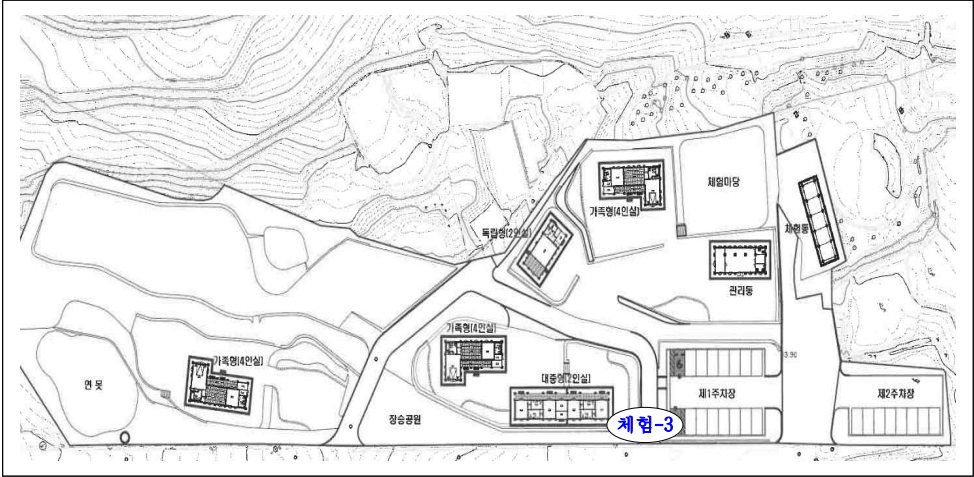 가족형(4인실)
체험마당
독립형(2인실)
체험동
관리동
가족형(4인실)
가족형(4인실)
대중형(2인실)
3.90
연 못
장승공원
제1주차장
제2주차장
체험-3